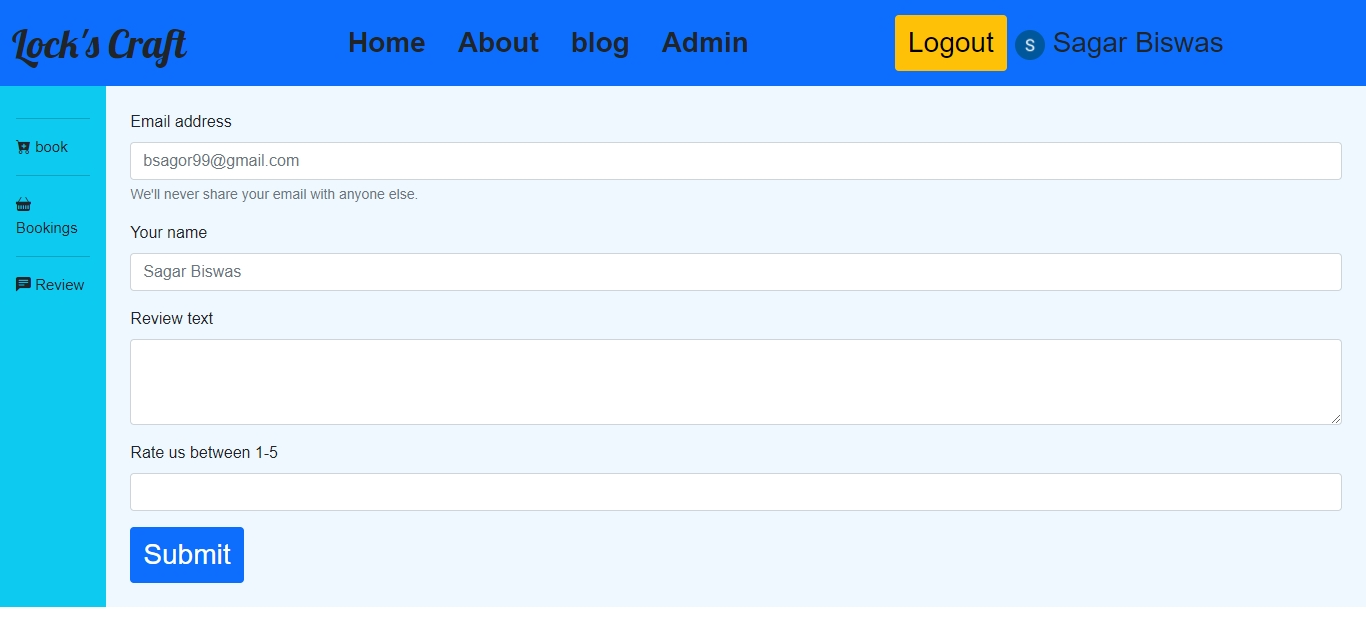 Lock's Craft
Home About blog Admin
Logout S Sagar Biswas
book
Bookings
Review
Email address
bsagor99@gmail.com
We'll never share your email with anyone else.
Your name
Sagar Biswas
Review text
Rate us between 1-5
Submit